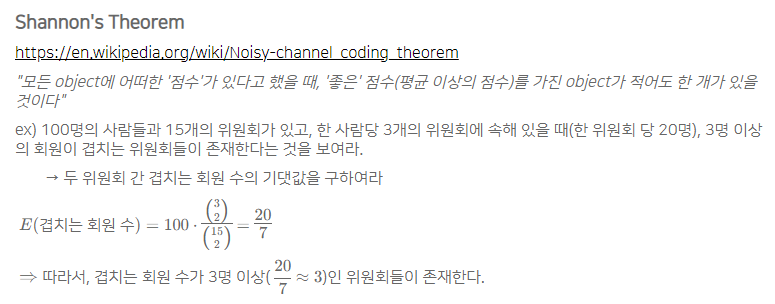 Shannon's Theorem
https://en.wikipedia.org/wiki/Noisy-channel_coding_theorem
"모든 object에 어떠한 '점수'가 있다고 했을 때, '좋은' 점수(평균 이상의 점수)를 가진 object가 적어도 한 개가 있을
것이다"
ex) 100명의 사람들과 15개의 위원회가 있고, 한 사람당 3개의 위원회에 속해 있을 때(한 위원회 당 20명), 3명 이상
의 회원이 겹치는 위원회들이 존재한다는 것을 보여라.
→ 두 위원회 간 겹치는 회원 수의 기댓값을 구하여라
E(겹치는 회원 수) = 100 · \frac{\binom{3}{2}}{\binom{15}{2}} = \frac{20}{7}
⇒ 따라서, 겹치는 회원 수가 3명 이상(\frac{20}{7} ≈ 3)인 위원회들이 존재한다.